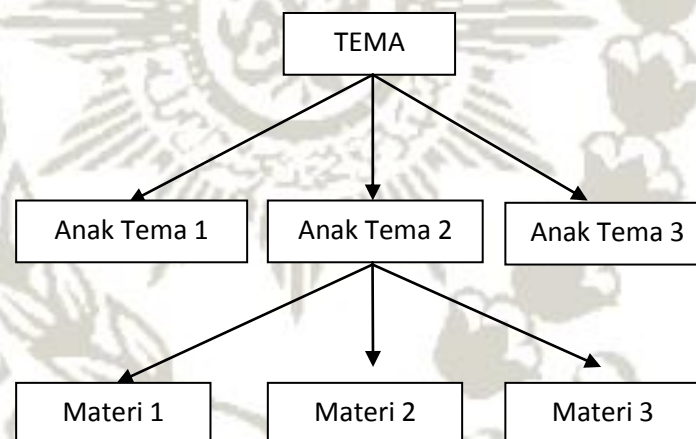 TEMA
Anak Tema 1
Anak Tema 2
Anak Tema 3
Materi 1
Materi 2
Materi 3